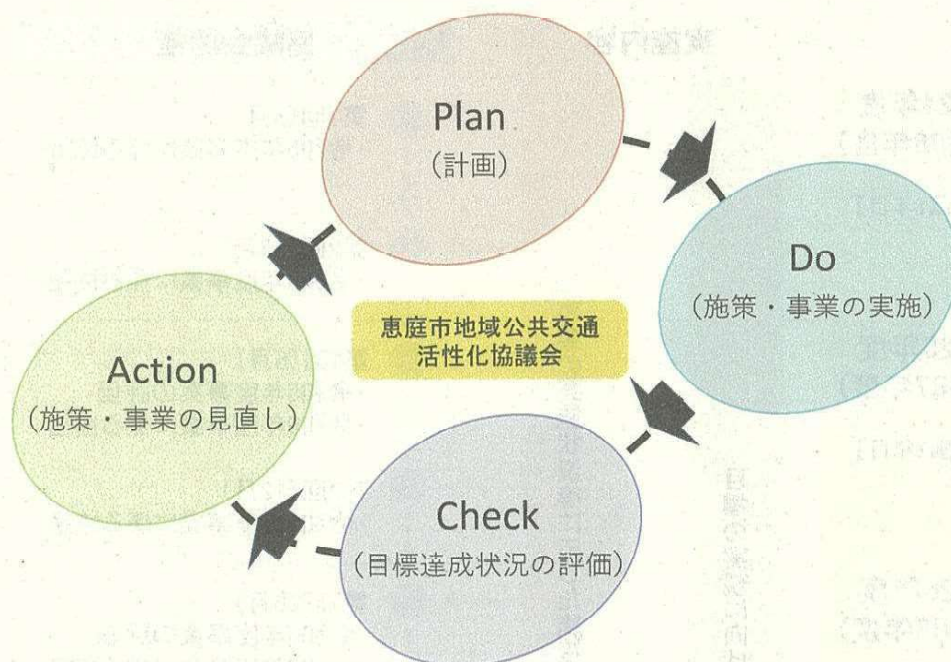 Plan
(計画)
Do
(施策・事業の実施)
恵庭市地域公共交通
活性化協議会
Action
(施策・事業の見直し)
Check
(目標達成状況の評価)